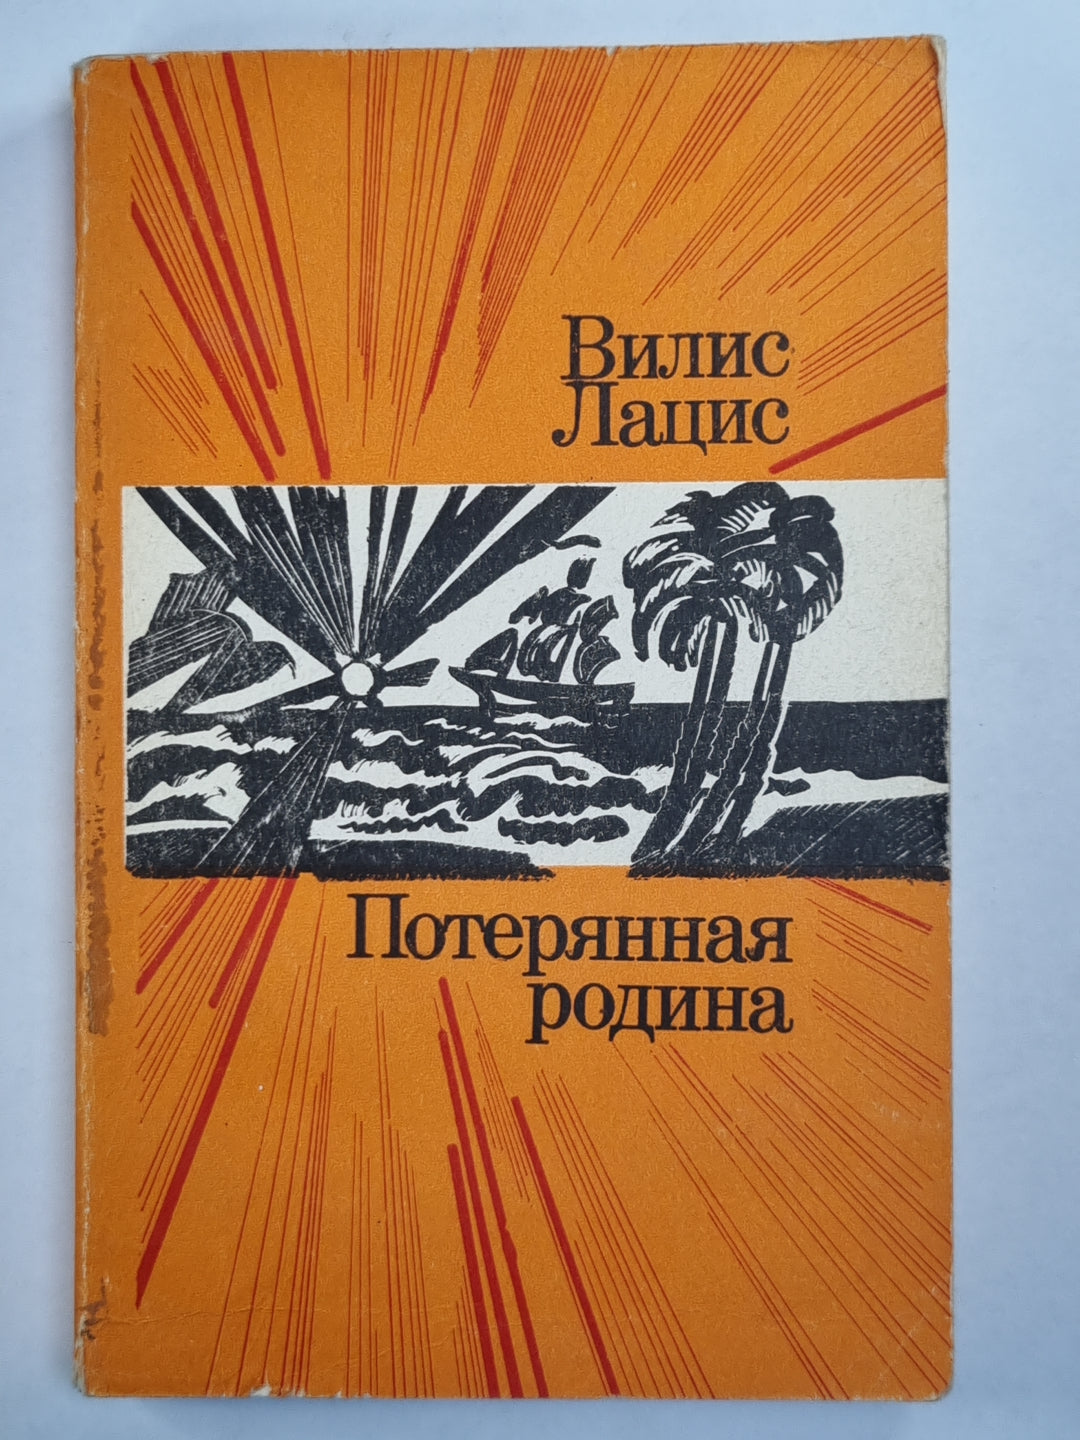 Вилис
Лацис
Потерянная
родина